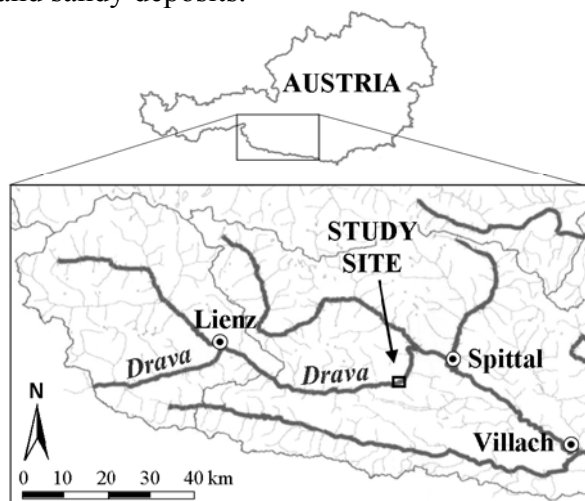 and sandy deposits.
AUSTRIA
STUDY
SITE
Lienz
Drava
Drava
Spittal
N
Villach
0 10 20 30 40 km